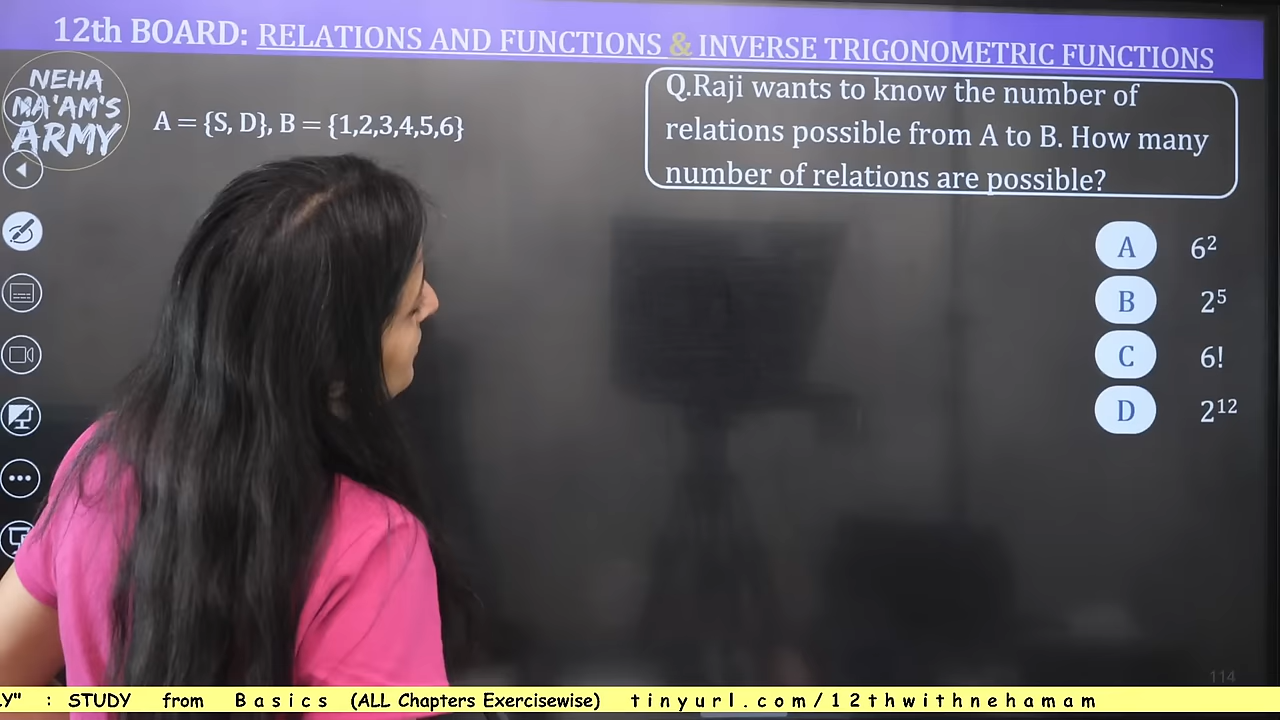 12th BOARD: RELATIONS AND FUNCTIONS & INVERSE TRIGONOMETRIC FUNCTIONS
NEHA
MA'AM'S
ARMY
A = {S, D}, B = {1,2,3,4,5,6}
Q.Raji wants to know the number of
relations possible from A to B. How many
number of relations are possible?
A 6²
B 2⁵
C 6!
D 2¹²
114
LY" : STUDY from Basics (ALL Chapters Exercisewise) tinyurl.com/12thwithnehamam